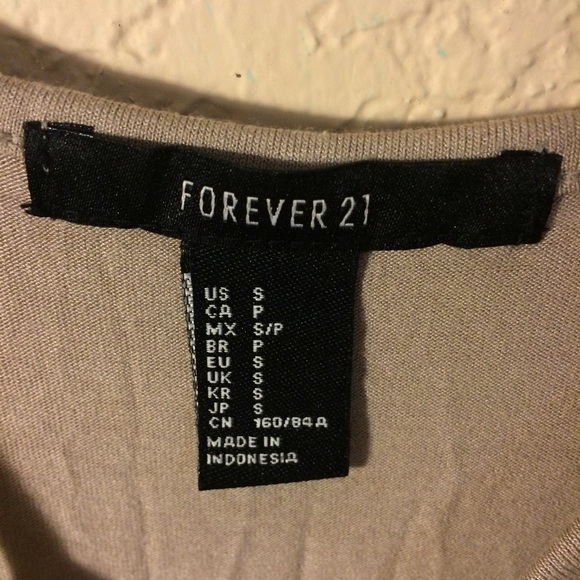 FOREVER 21
US S
CA P
MX S/P
BR P
EU S
UK S
KR S
JP S
CN 160/84A
MADE IN
INDONESIA